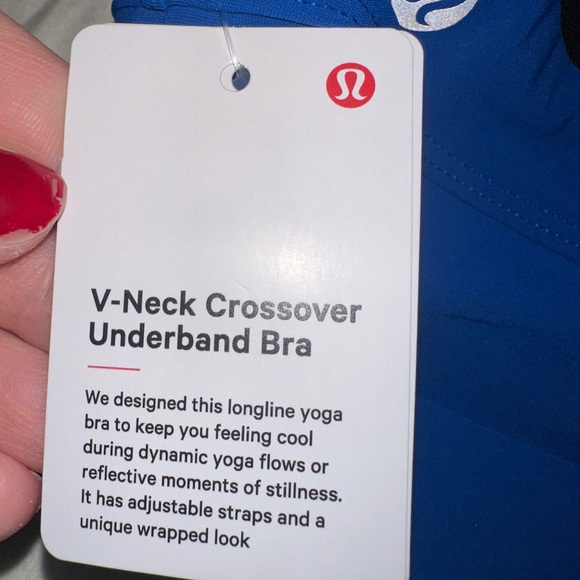 V-Neck Crossover
Underband Bra
We designed this longline yoga
bra to keep you feeling cool
during dynamic yoga flows or
reflective moments of stillness.
It has adjustable straps and a
unique wrapped look